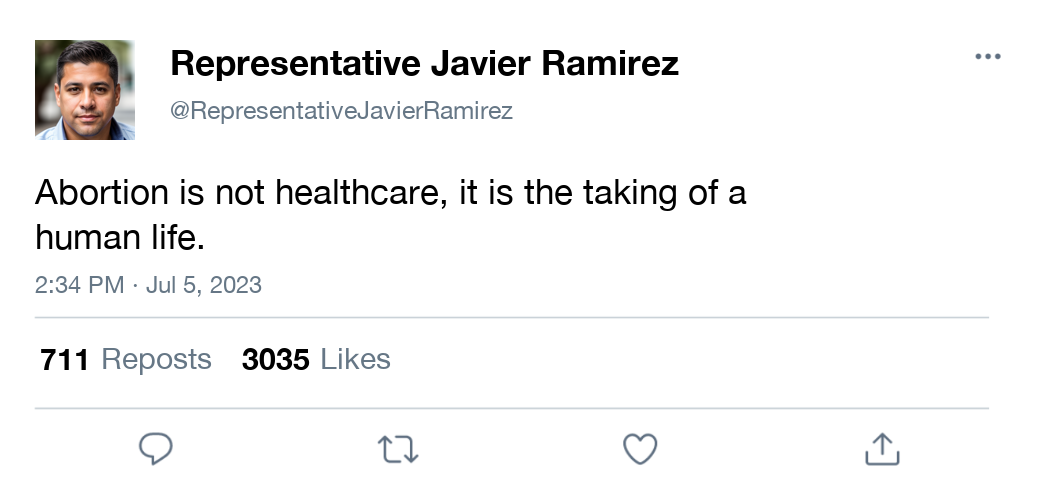 Representative Javier Ramirez
@RepresentativeJavierRamirez
Abortion is not healthcare, it is the taking of a
human life.
2:34 PM · Jul 5, 2023
711 Reposts 3035 Likes